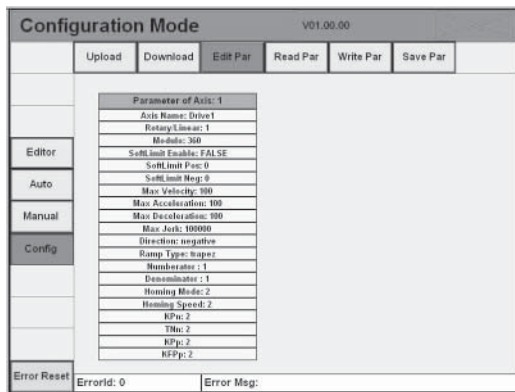 Configuration Mode
V01.00.00
Upload Download Edit Par Read Par Write Par Save Par
Parameter of Axis: 1
Axis Name: Drive1
Rotary/Linear: 1
Modulo: 360
SoftLimit Enable: FALSE
SoftLimit Pos: 0
SoftLimit Neg: 0
Max Velocity: 100
Max Acceleration: 100
Max Deceleration: 100
Max Jerk: 100000
Direction: negative
Ramp Type: trapez
Numberator : 1
Denominator : 1
Homing Mode: 2
Homing Speed: 2
KPn: 2
TNn: 2
KPp: 2
KFPp: 2
Editor
Auto
Manual
Config
Error Reset
ErrorId: 0
Error Msg: